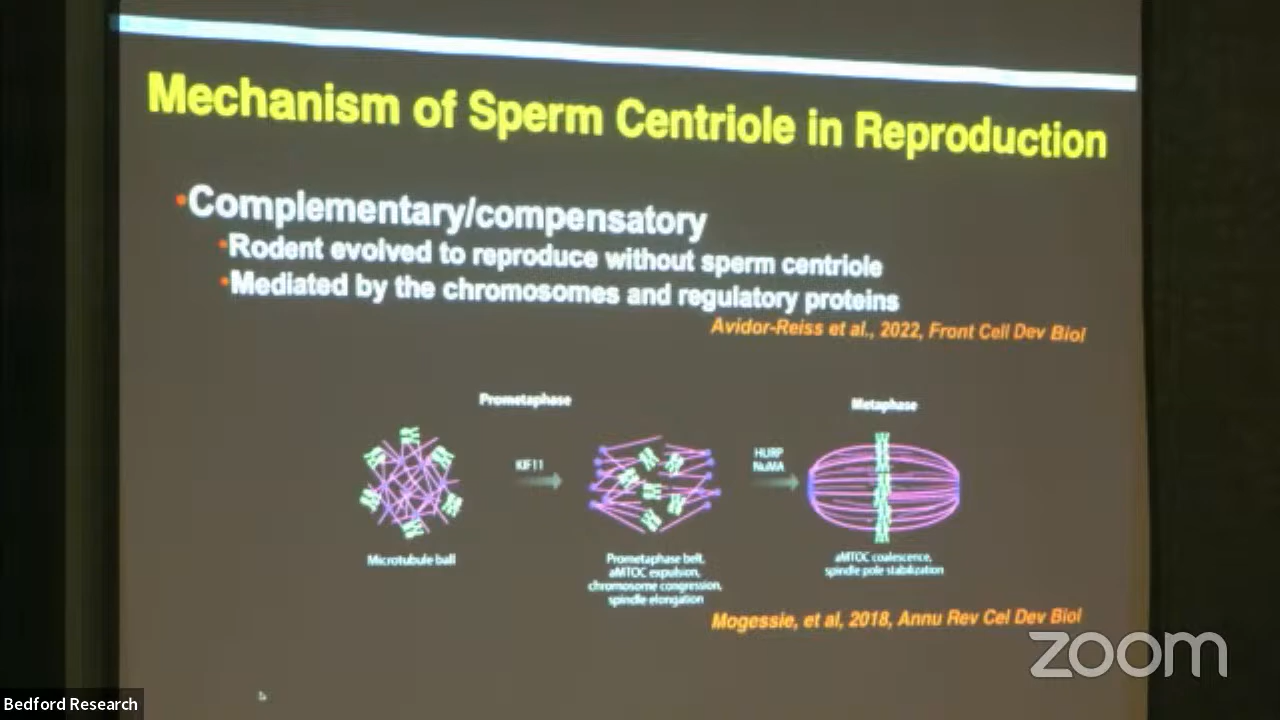 Mechanism of Sperm Centriole in Reproduction
•Complementary/compensatory
•Rodent evolved to reproduce without sperm centriole
•Mediated by the chromosomes and regulatory proteins
Avidor-Reiss et al., 2022, Front Cell Dev Biol
Prometaphase
Metaphase
KIF11
HURP
NuMA
Microtubule ball
Prometaphase belt,
aMTOC expulsion,
chromosome congression,
spindle elongation
aMTOC coalescence,
spindle pole stabilization
Mogessie, et al, 2018, Annu Rev Cel Dev Biol
zoom
Bedford Research